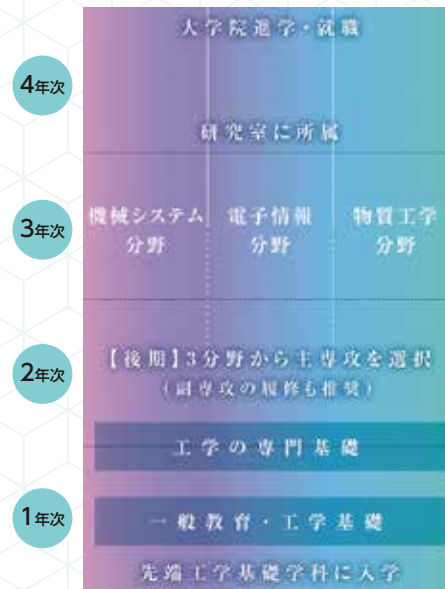 大学院進学・就職
4年次
研究室に所属
機械システム 電子情報 物質工学
3年次
分野 分野 分野
【後期】3分野から主専攻を選択
2年次
（副専攻の履修も推奨）
工学の専門基礎
1年次
一般教育・工学基礎
先端工学基礎学科に入学